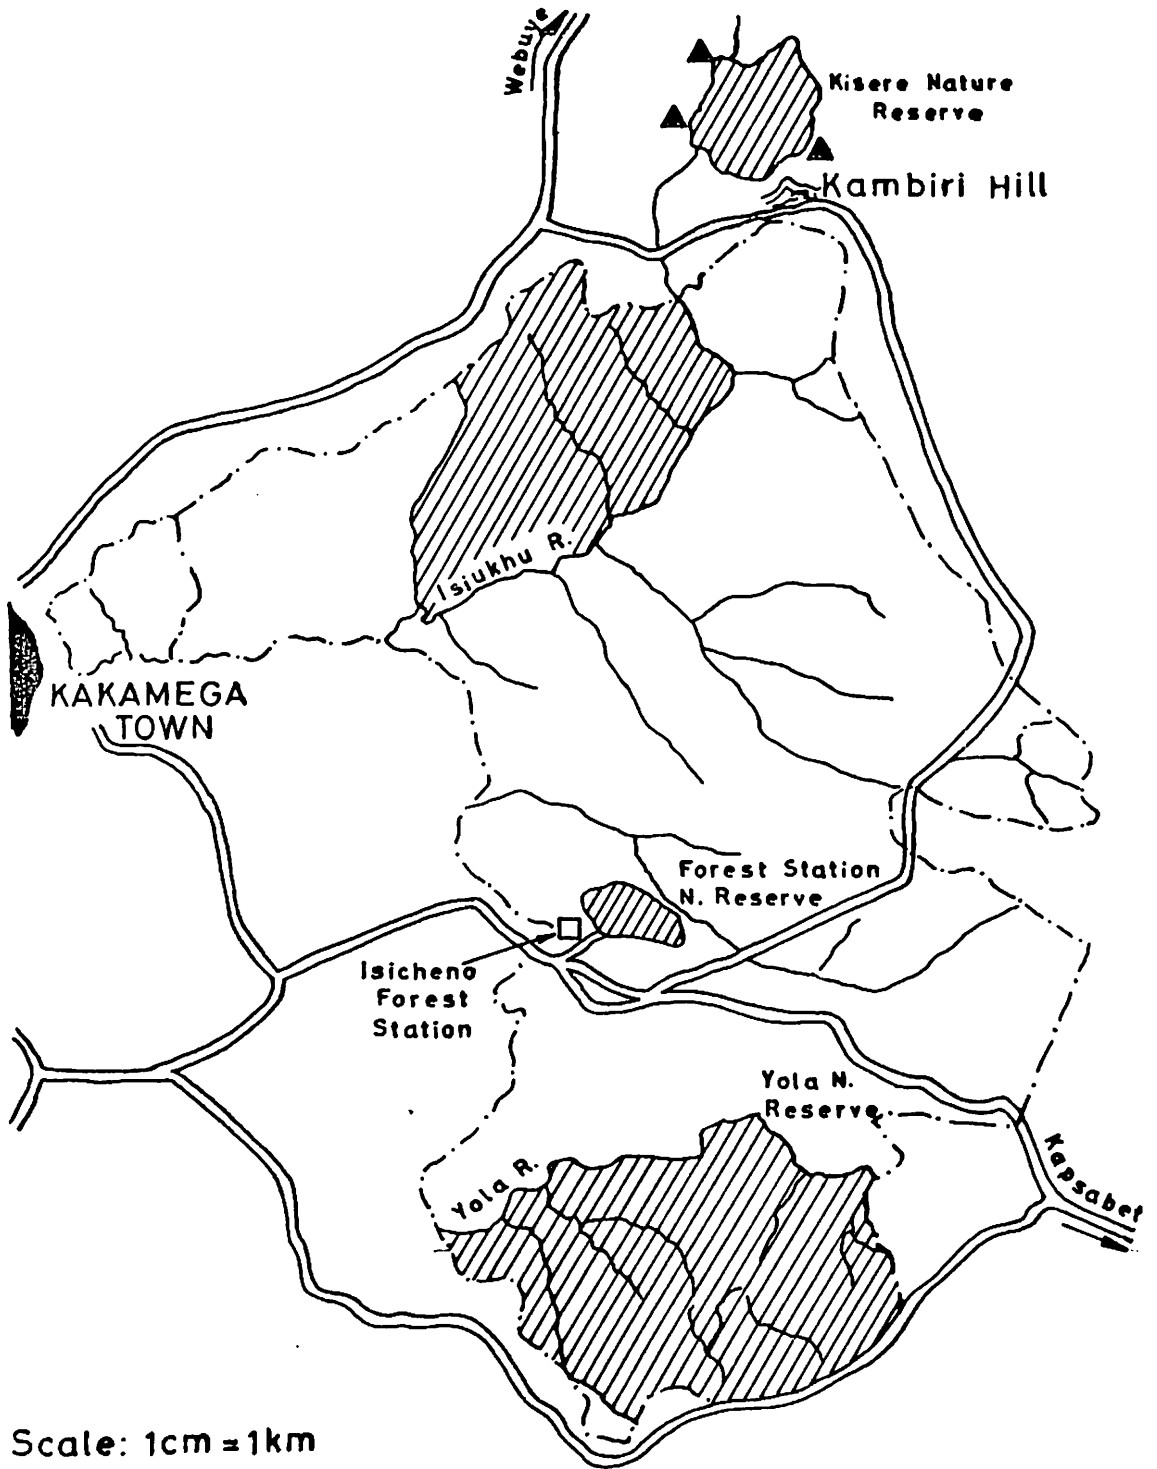 Webuye
Kisere Nature
Reserve
Kambiri Hill
Isiukhu R.
KAKAMEGA
TOWN
Forest Station
N. Reserve
Isicheno
Forest
Station
Yola N.
Reserve
Kapsabet
Yola R.
Scale: 1cm ≃ 1km